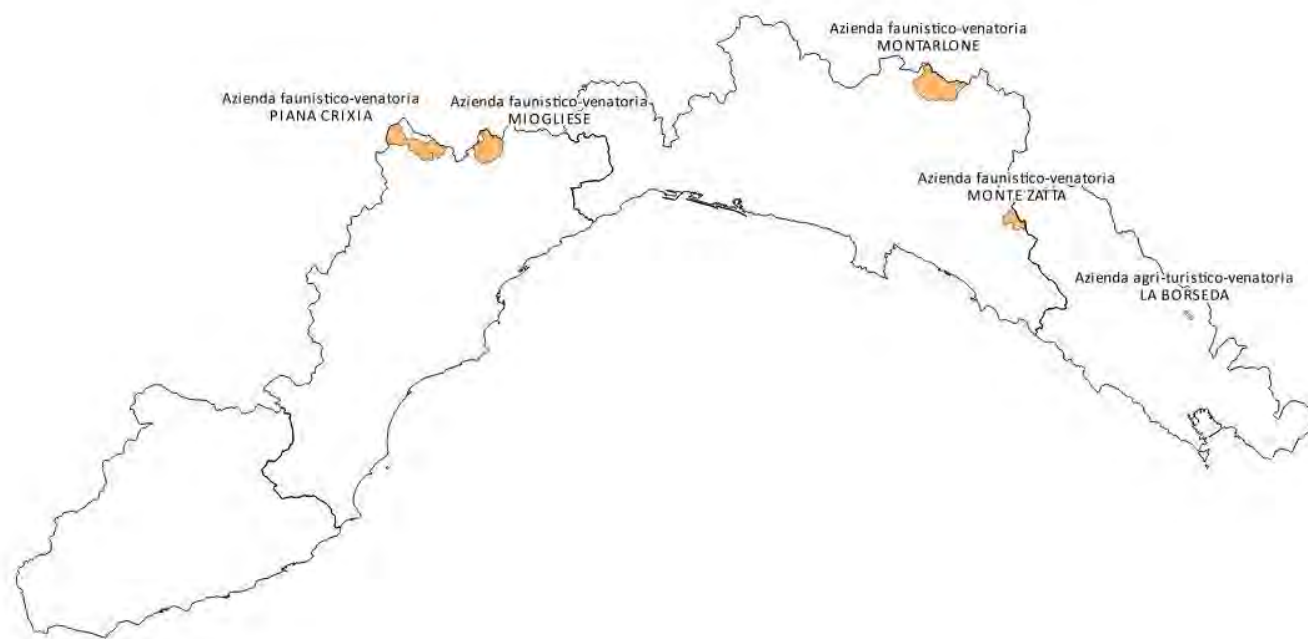 Azienda faunistico-venatoria
MONTARLONE
Azienda faunistico-venatoria
PIANA CRIXIA
Azienda faunistico-venatoria
MIOGLIESE
Azienda faunistico-venatoria
MONTE ZATTA
Azienda agri-turistico-venatoria
LA BORSEDA